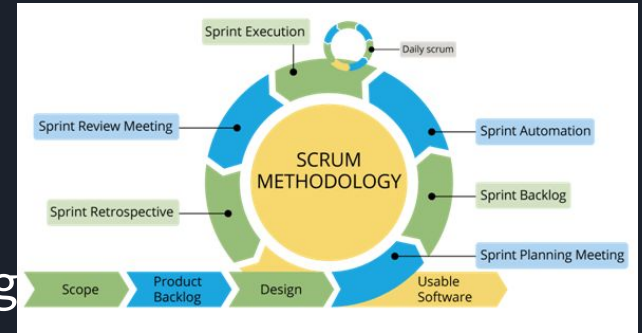 Sprint Execution
Daily scrum
Sprint Review Meeting
Sprint Automation
SCRUM
METHODOLOGY
Sprint Backlog
Sprint Retrospective
Sprint Planning Meeting
g
Scope
Product
Backlog
Design
Usable
Software